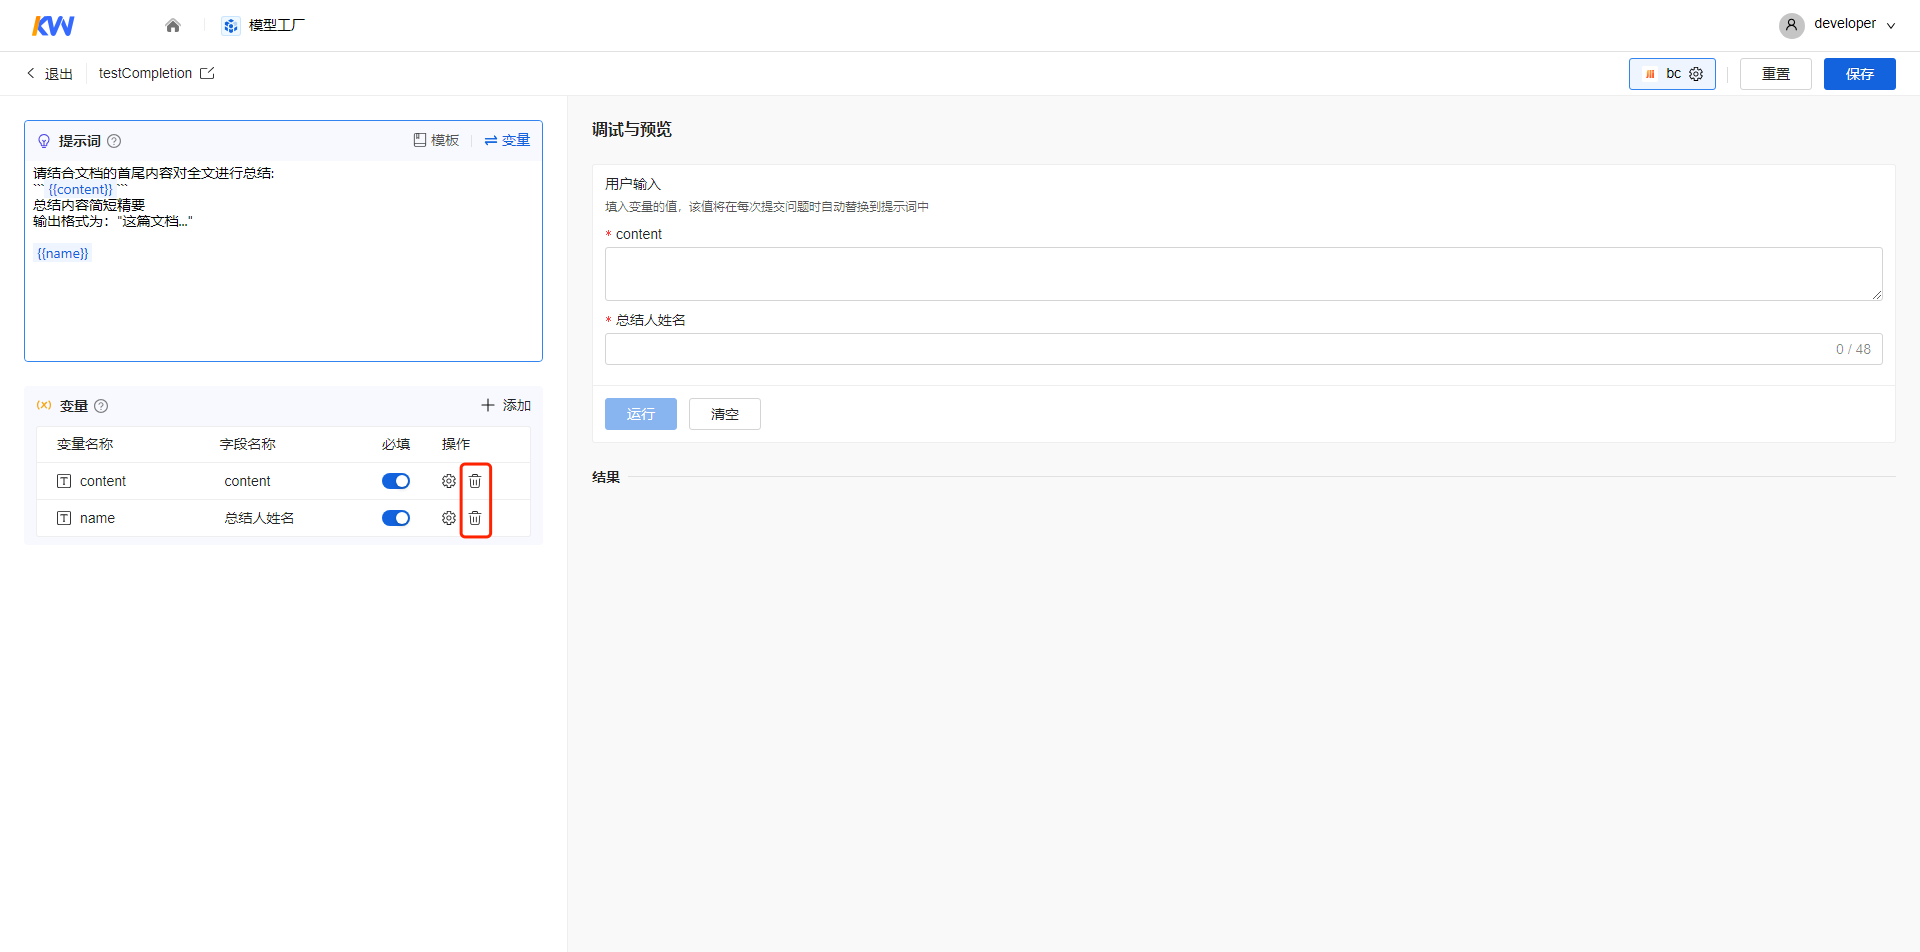 KW
模型工厂
developer
退出
testCompletion
bc
重置
保存
提示词
模板
变量
请结合文档的首尾内容对全文进行总结:
``` {{content}} ```
总结内容简短精要
输出格式为："这篇文档..."
{{name}}
变量
添加
变量名称 字段名称 必填 操作
content content
name 总结人姓名
调试与预览
用户输入
填入变量的值，该值将在每次提交问题时自动替换到提示词中
* content
* 总结人姓名
0 / 48
运行 清空
结果